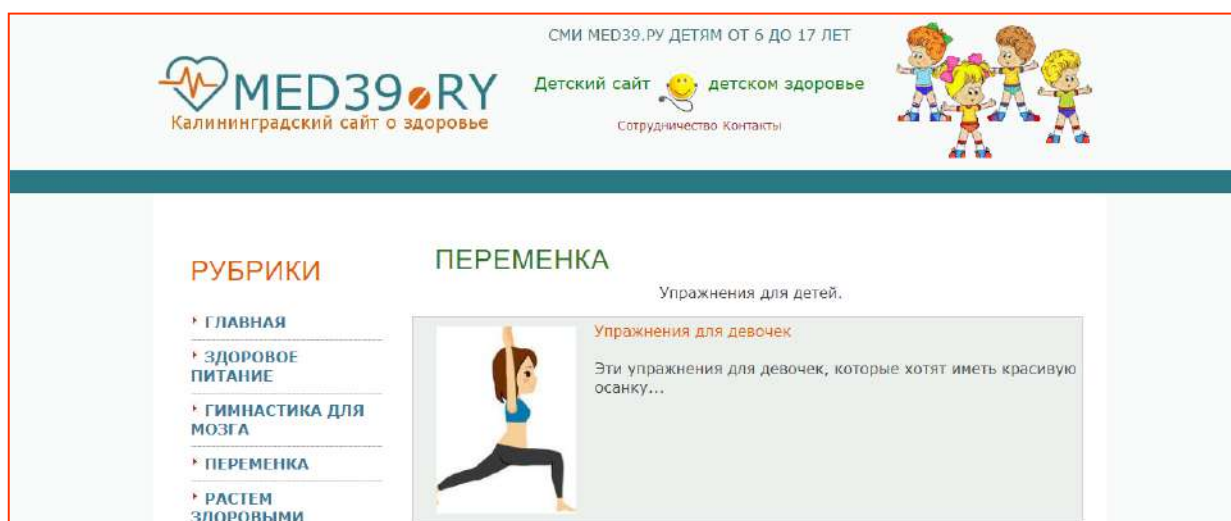 СМИ MED39.РУ ДЕТЯМ ОТ 6 ДО 17 ЛЕТ
MED39.RY
Калининградский сайт о здоровье
Детский сайт о детском здоровье
Сотрудничество Контакты
РУБРИКИ
ГЛАВНАЯ
ЗДОРОВОЕ
ПИТАНИЕ
ГИМНАСТИКА ДЛЯ
МОЗГА
ПЕРЕМЕНКА
РАСТЕМ
ЗДОРОВЫМИ
ПЕРЕМЕНКА
Упражнения для детей.
Упражнения для девочек
Эти упражнения для девочек, которые хотят иметь красивую
осанку...